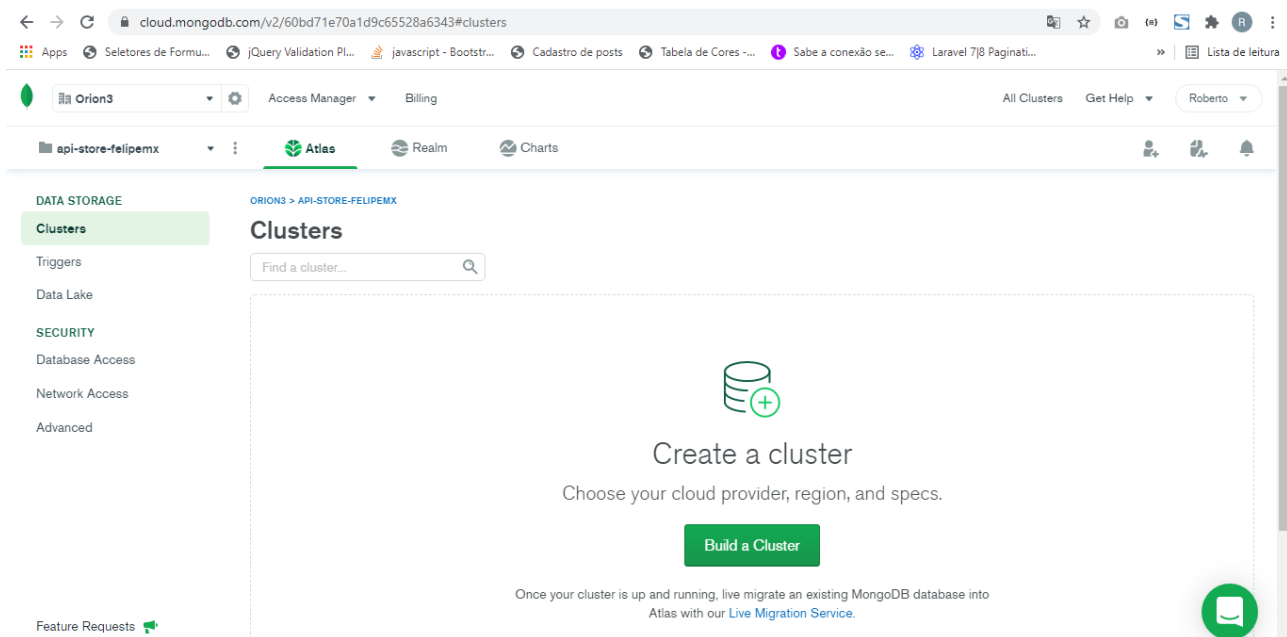 cloud.mongodb.com/v2/60bd71e70a1d9c65528a6343#clusters
R
Apps Seletores de Formu... jQuery Validation Pl... javascript - Bootstr... Cadastro de posts Tabela de Cores -... Sabe a conexão se... Laravel 7|8 Paginati... » Lista de leitura
Orion3 Access Manager Billing All Clusters Get Help Roberto
api-store-felipemx Atlas Realm Charts
DATA STORAGE
Clusters
Triggers
Data Lake
SECURITY
Database Access
Network Access
Advanced
Feature Requests
ORION3 > API-STORE-FELIPEMX
Clusters
Find a cluster...
Create a cluster
Choose your cloud provider, region, and specs.
Build a Cluster
Once your cluster is up and running, live migrate an existing MongoDB database into
Atlas with our Live Migration Service.